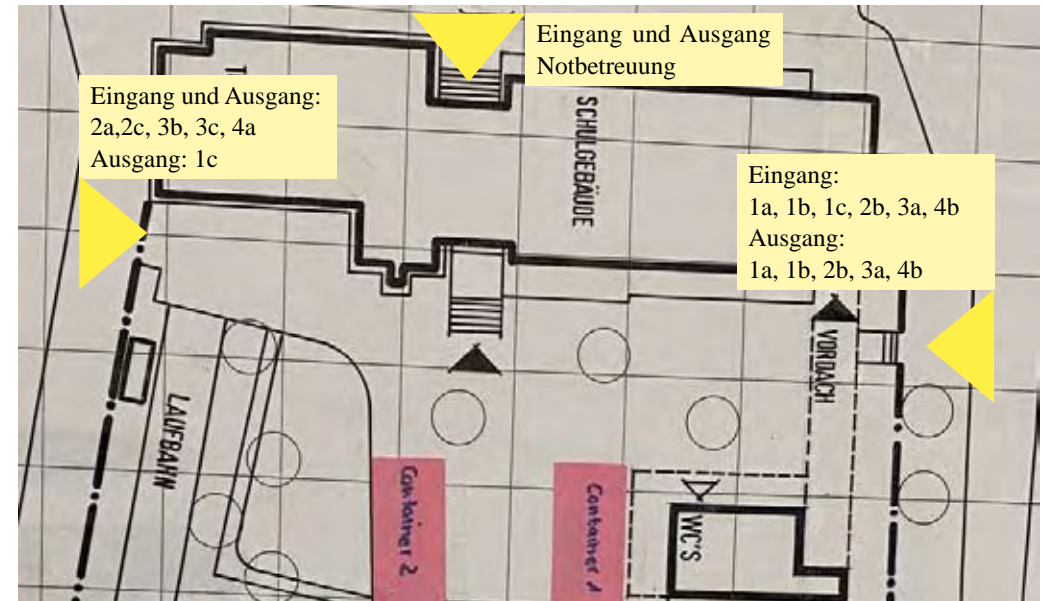 Eingang und Ausgang
Notbetreuung
Eingang und Ausgang:
2a,2c, 3b, 3c, 4a
Ausgang: 1c
SCHULGEBÄUDE
Eingang:
1a, 1b, 1c, 2b, 3a, 4b
Ausgang:
1a, 1b, 2b, 3a, 4b
VORDACH
LAUFBAHN
Container 2
Container 1
WC'S